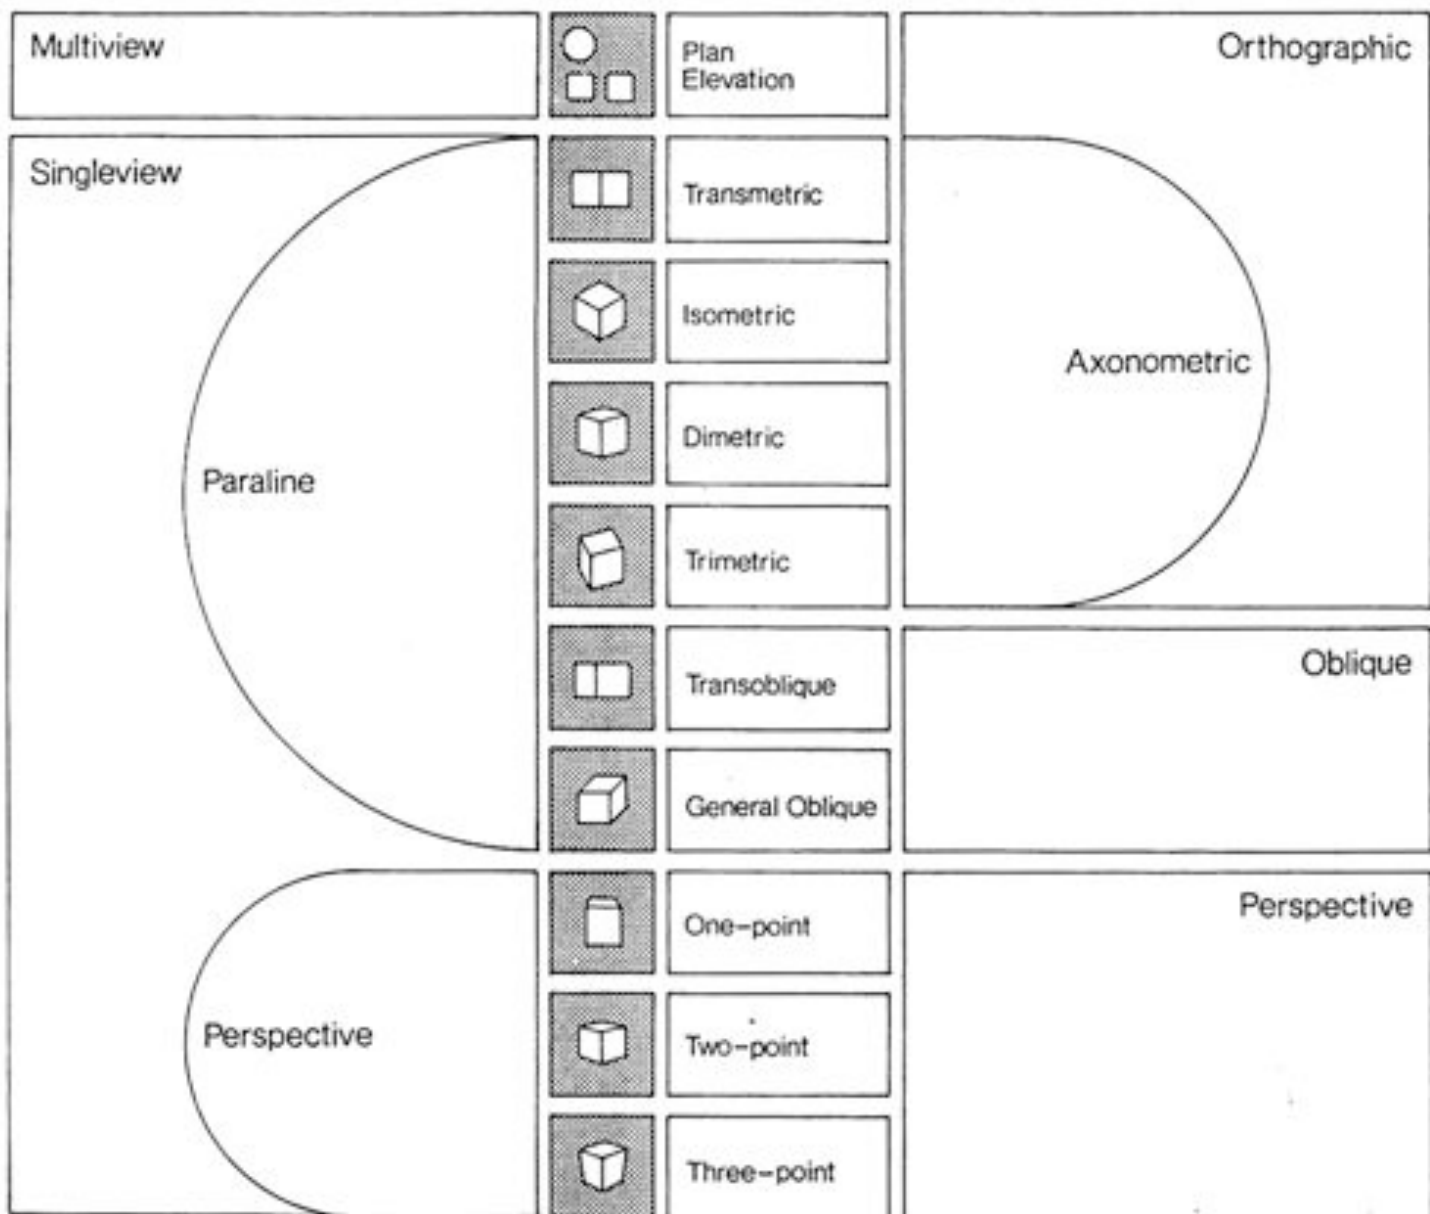 Multiview
Plan
Elevation
Orthographic
Singleview
Transmetric
Isometric
Axonometric
Dimetric
Paraline
Trimetric
Oblique
Transoblique
General Oblique
Perspective
One-point
Perspective
Two-point
Three-point